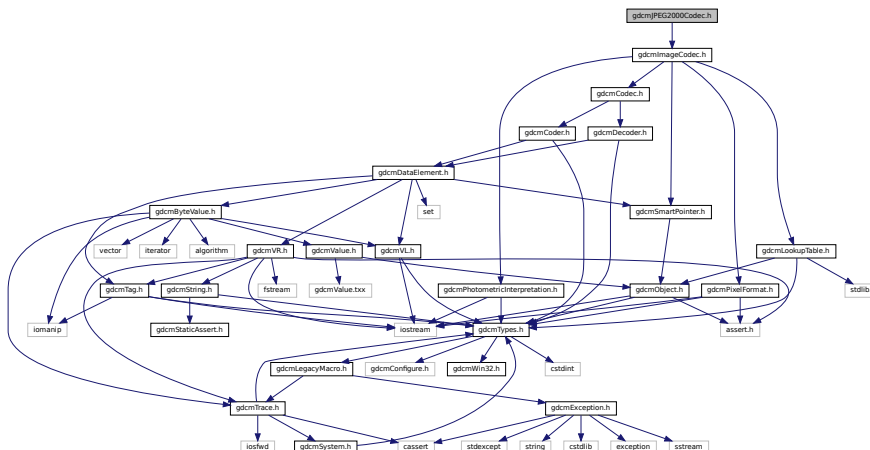 gdcmJPEG2000Codec.h
gdcmImageCodec.h
gdcmCodec.h
gdcmCoder.h
gdcmDecoder.h
gdcmDataElement.h
gdcmByteValue.h
set
gdcmSmartPointer.h
vector
iterator
algorithm
gdcmVR.h
gdcmValue.h
gdcmVL.h
gdcmLookupTable.h
gdcmTag.h
gdcmString.h
fstream
gdcmValue.txx
gdcmPhotometricInterpretation.h
gdcmObject.h
gdcmPixelFormat.h
stdlib
iomanip
gdcmStaticAssert.h
iostream
gdcmTypes.h
assert.h
gdcmLegacyMacro.h
gdcmConfigure.h
gdcmWin32.h
cstdint
gdcmTrace.h
gdcmException.h
iosfwd
gdcmSystem.h
cassert
stdexcept
string
cstdlib
exception
sstream